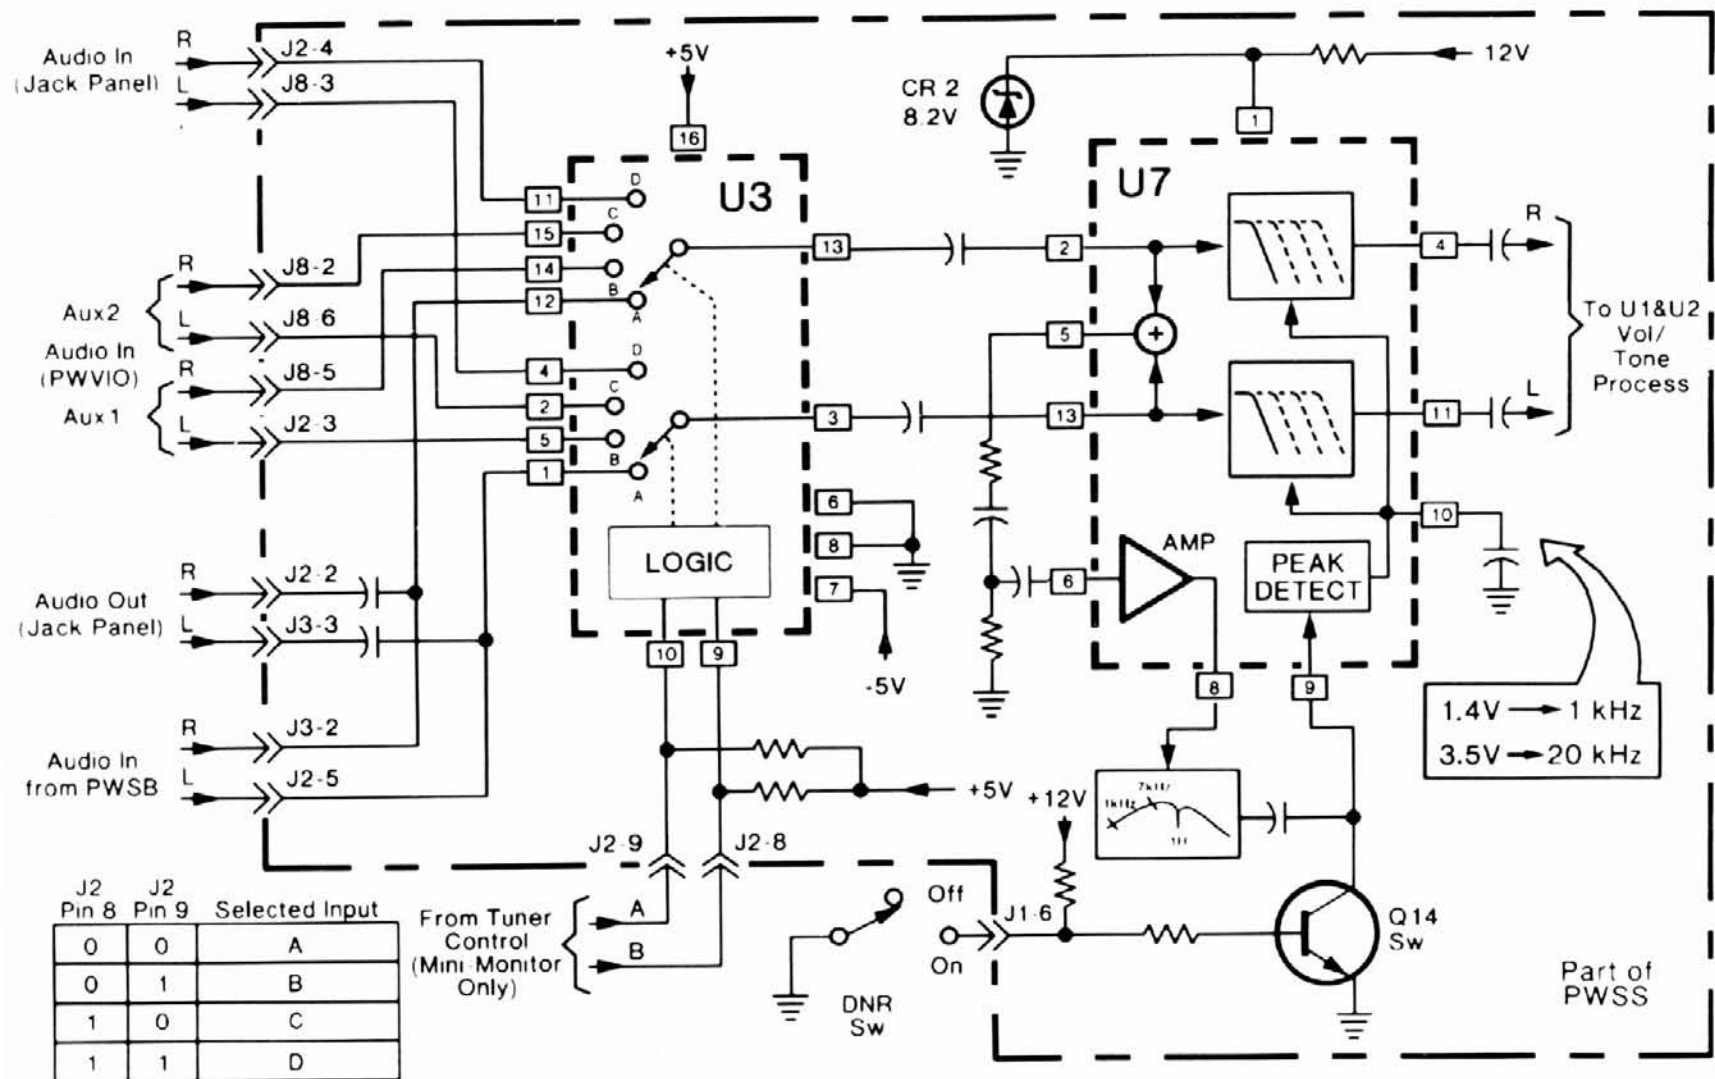 R
Audio In
(Jack Panel)
L
J2-4
J8-3
+5V
16
CR 2
8.2V
12V
1
U3
U7
11
D
15
C
14
B
12
A
4
D
2
C
5
B
1
A
R
J8-2
Aux2
L
J8-6
Audio In
(PWVIO)
R
J8-5
Aux1
L
J2-3
13
3
6
8
7
-5V
LOGIC
10
9
2
5
+
13
6
AMP
PEAK
DETECT
8
9
4
R
11
L
10
To U1&U2
Vol/
Tone
Process
1.4V 1 kHz
3.5V 20 kHz
R
J2-2
Audio Out
(Jack Panel)
L
J3-3
R
J3-2
Audio In
from PWSB
L
J2-5
+5V
+12V
1kHz
7kHz
1H
J2-9
J2-8
From Tuner
Control
(Mini-Monitor
Only)
A
B
Off
On
J1-6
DNR
Sw
Q14
Sw
Part of
PWSS
J2 J2
Pin 8 Pin 9 Selected Input
0 0 A
0 1 B
1 0 C
1 1 D